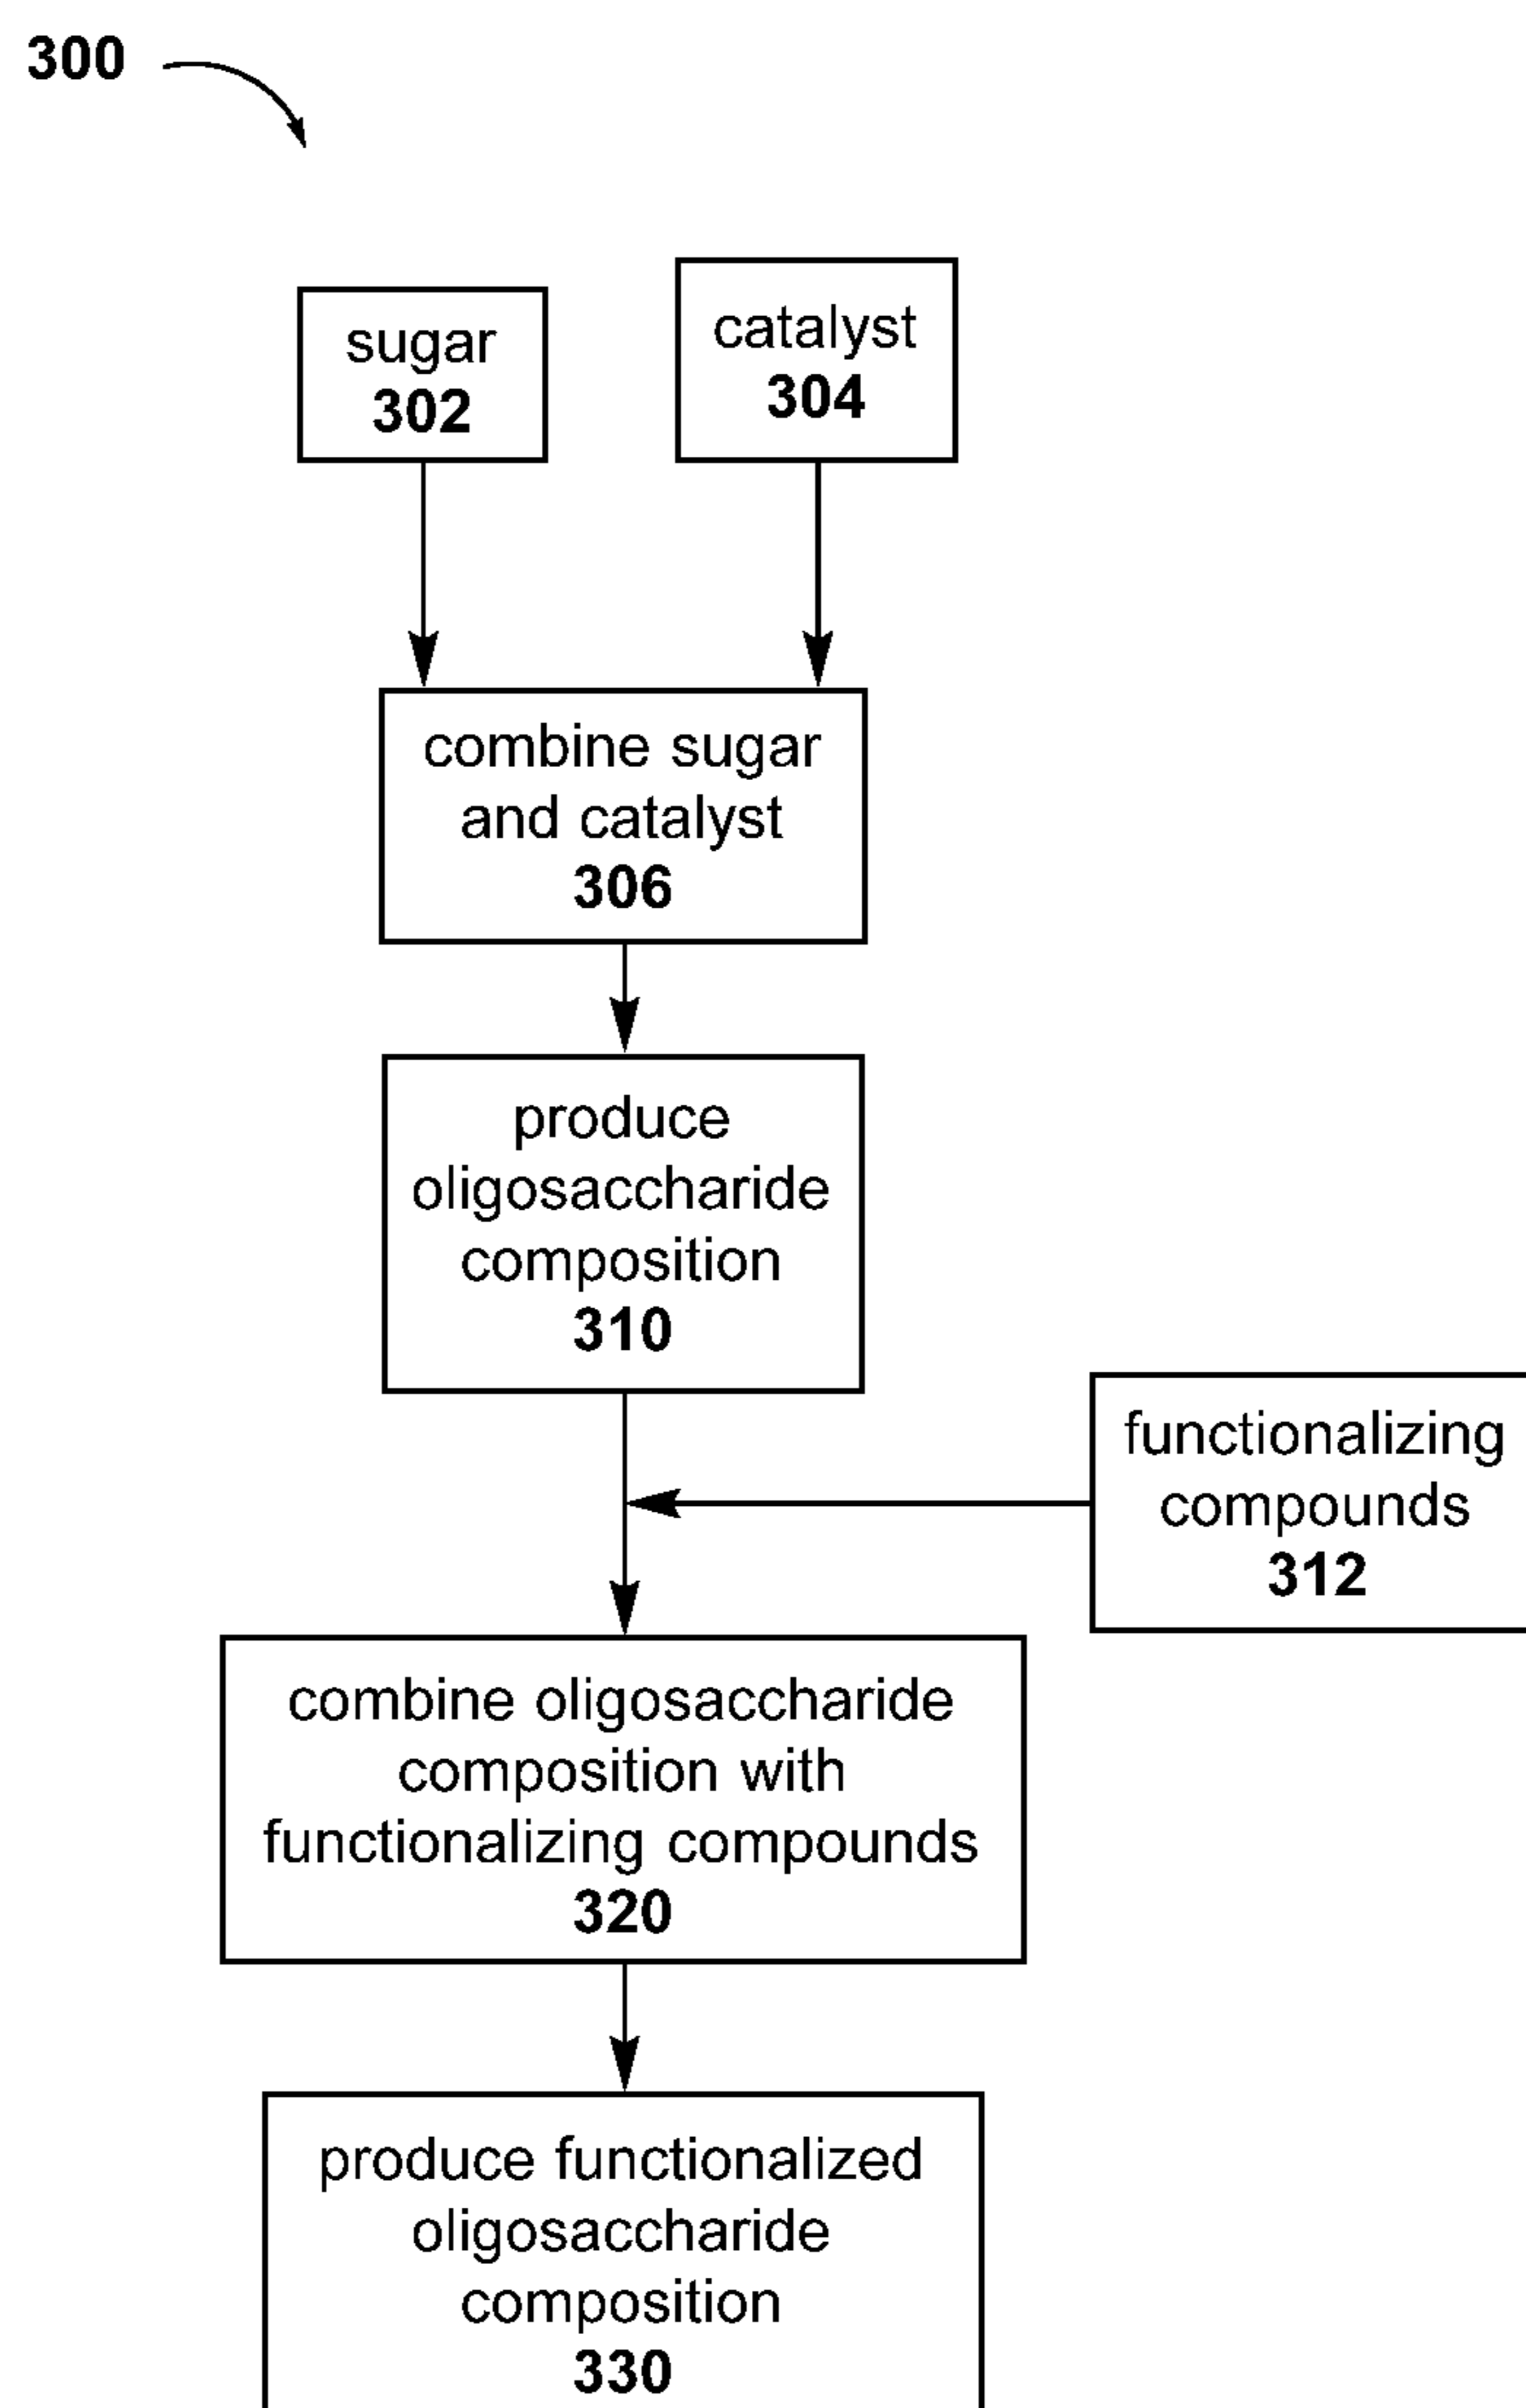 300
sugar
302
catalyst
304
combine sugar
and catalyst
306
produce
oligosaccharide
composition
310
functionalizing
compounds
312
combine oligosaccharide
composition with
functionalizing compounds
320
produce functionalized
oligosaccharide
composition
330